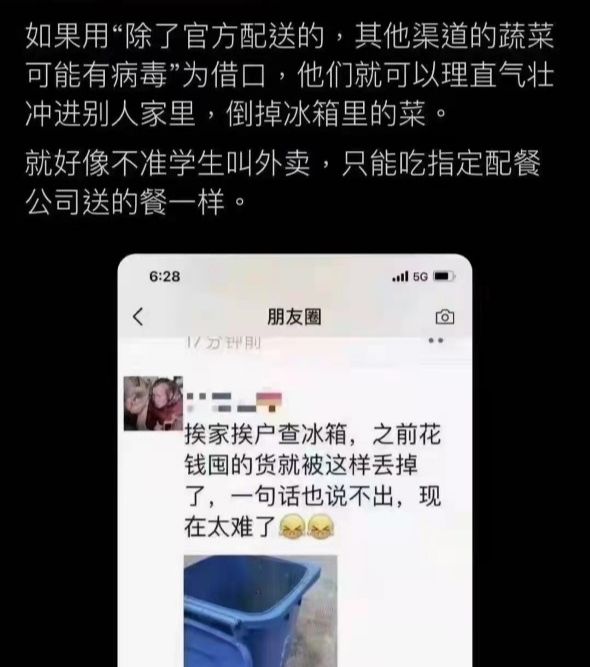 如果用“除了官方配送的，其他渠道的蔬菜
可能有病毒”为借口，他们就可以理直气壮
冲进别人家里，倒掉冰箱里的菜。
就好像不准学生叫外卖，只能吃指定配餐
公司送的餐一样。
6:28
5G
朋友圈
17分钟前
挨家挨户查冰箱，之前花
钱囤的货就被这样丢掉
了，一句话也说不出，现
在太难了